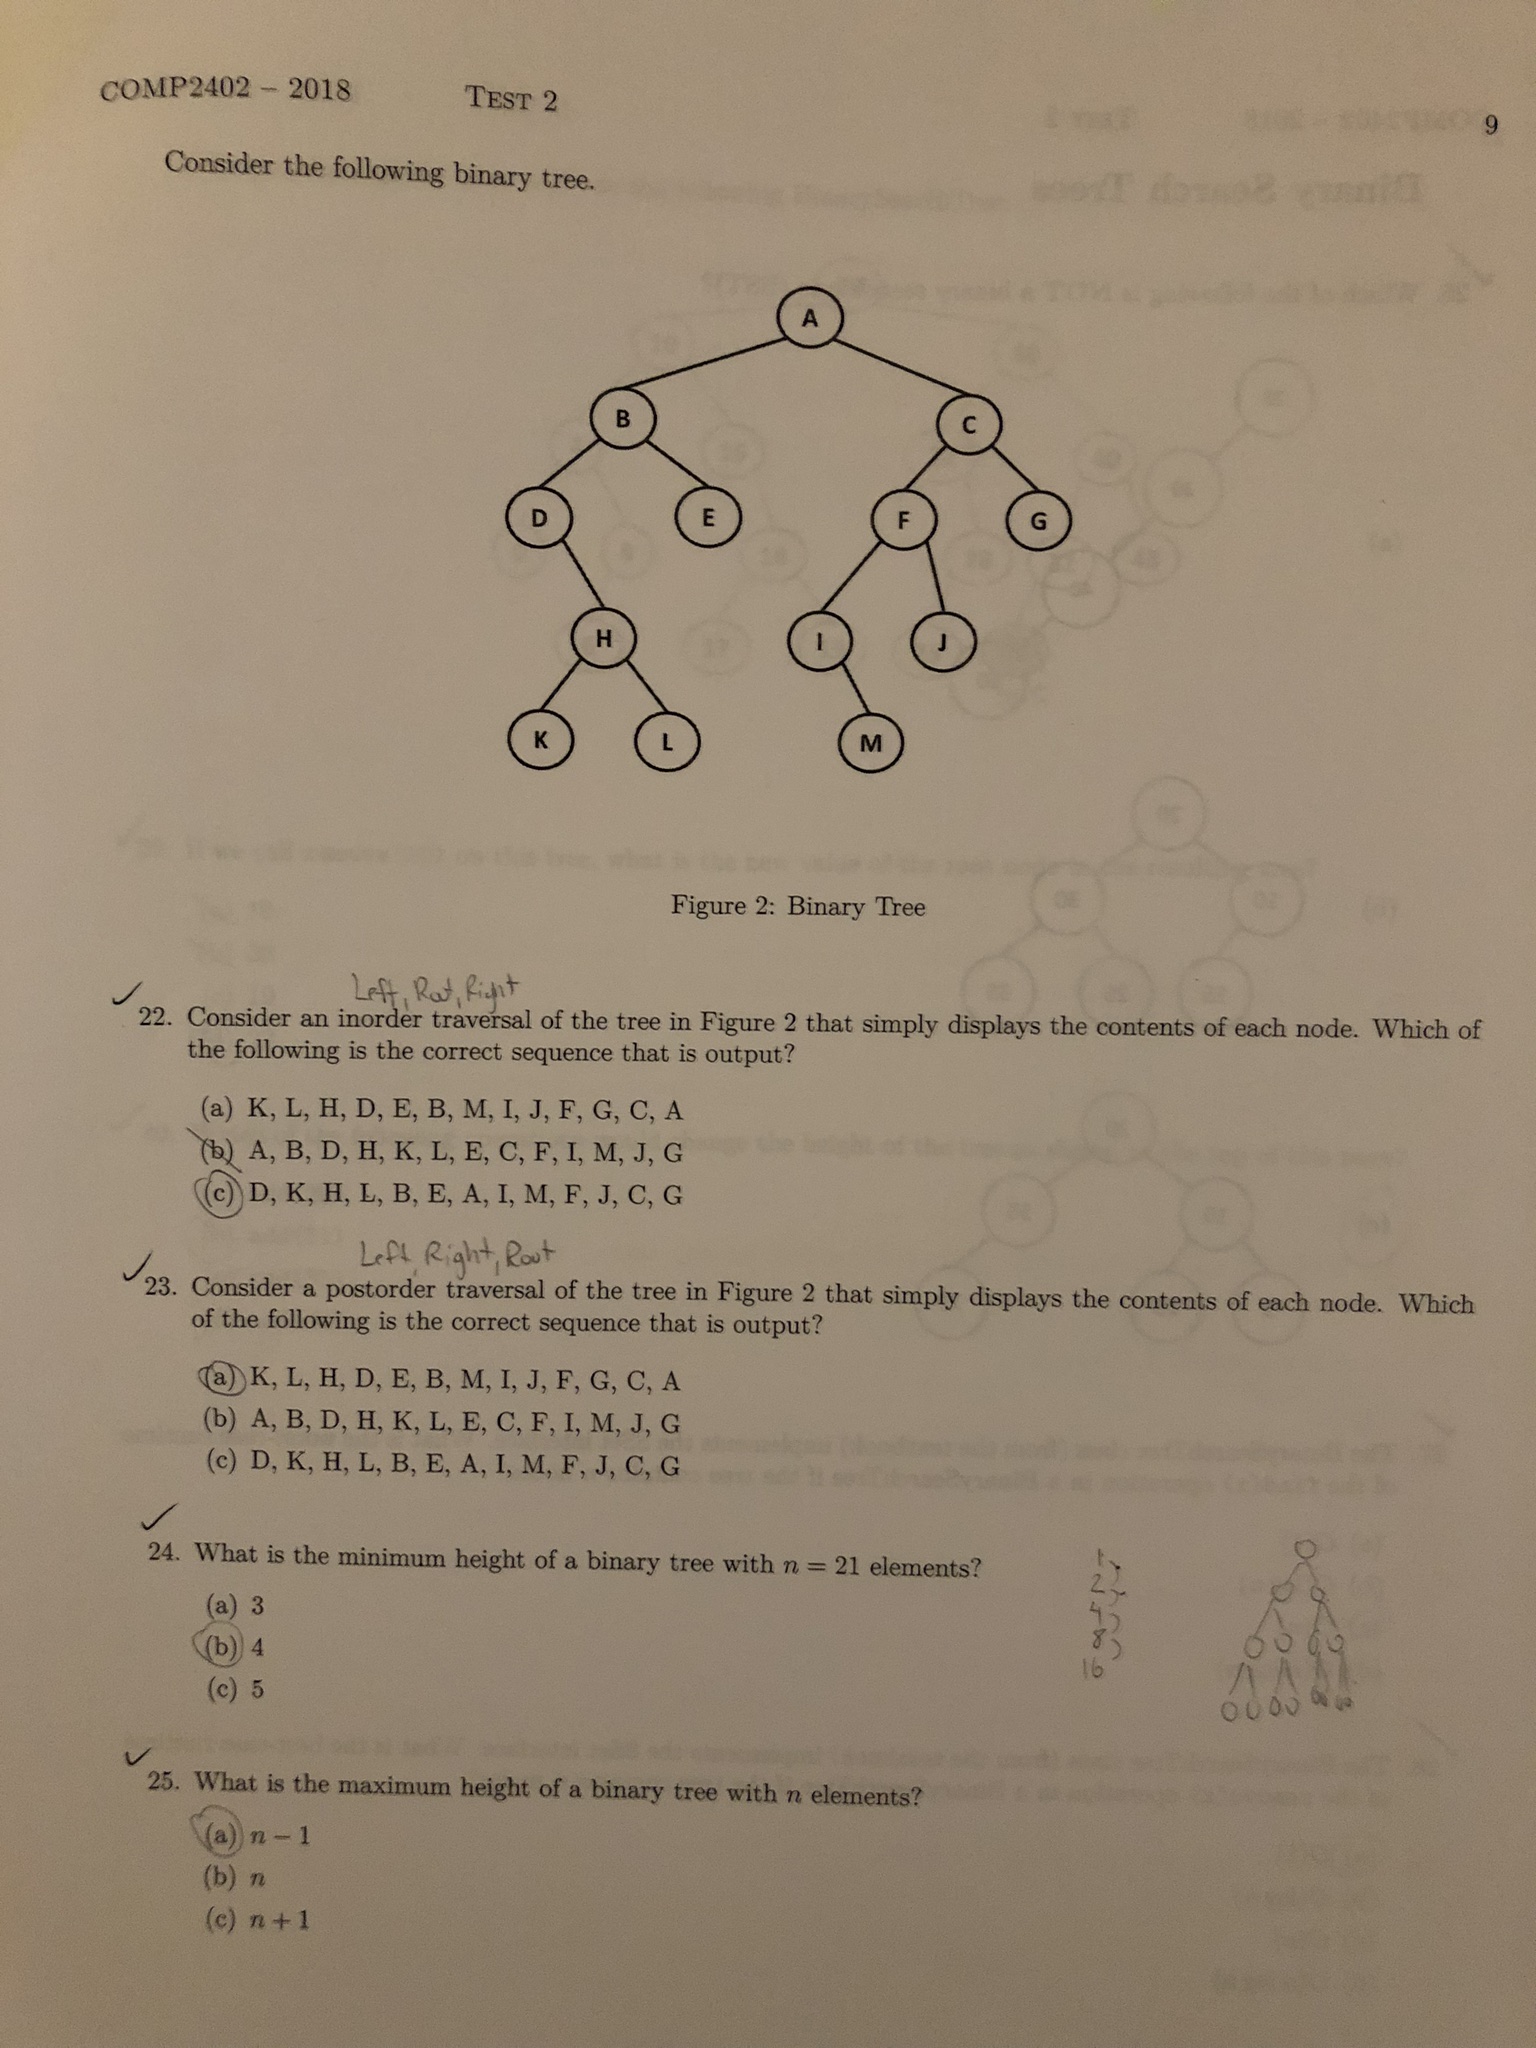 COMP2402 – 2018 TEST 2
9
Consider the following binary tree.
A
B C
D E F G
H I J
K L M
Figure 2: Binary Tree
Left, Root, Right
22. Consider an inorder traversal of the tree in Figure 2 that simply displays the contents of each node. Which of
the following is the correct sequence that is output?
(a) K, L, H, D, E, B, M, I, J, F, G, C, A
(b) A, B, D, H, K, L, E, C, F, I, M, J, G
(c) D, K, H, L, B, E, A, I, M, F, J, C, G
Left, Right, Root
23. Consider a postorder traversal of the tree in Figure 2 that simply displays the contents of each node. Which
of the following is the correct sequence that is output?
(a) K, L, H, D, E, B, M, I, J, F, G, C, A
(b) A, B, D, H, K, L, E, C, F, I, M, J, G
(c) D, K, H, L, B, E, A, I, M, F, J, C, G
24. What is the minimum height of a binary tree with n = 21 elements?
(a) 3
(b) 4
(c) 5
1
2
4
8
16
25. What is the maximum height of a binary tree with n elements?
(a) n − 1
(b) n
(c) n + 1